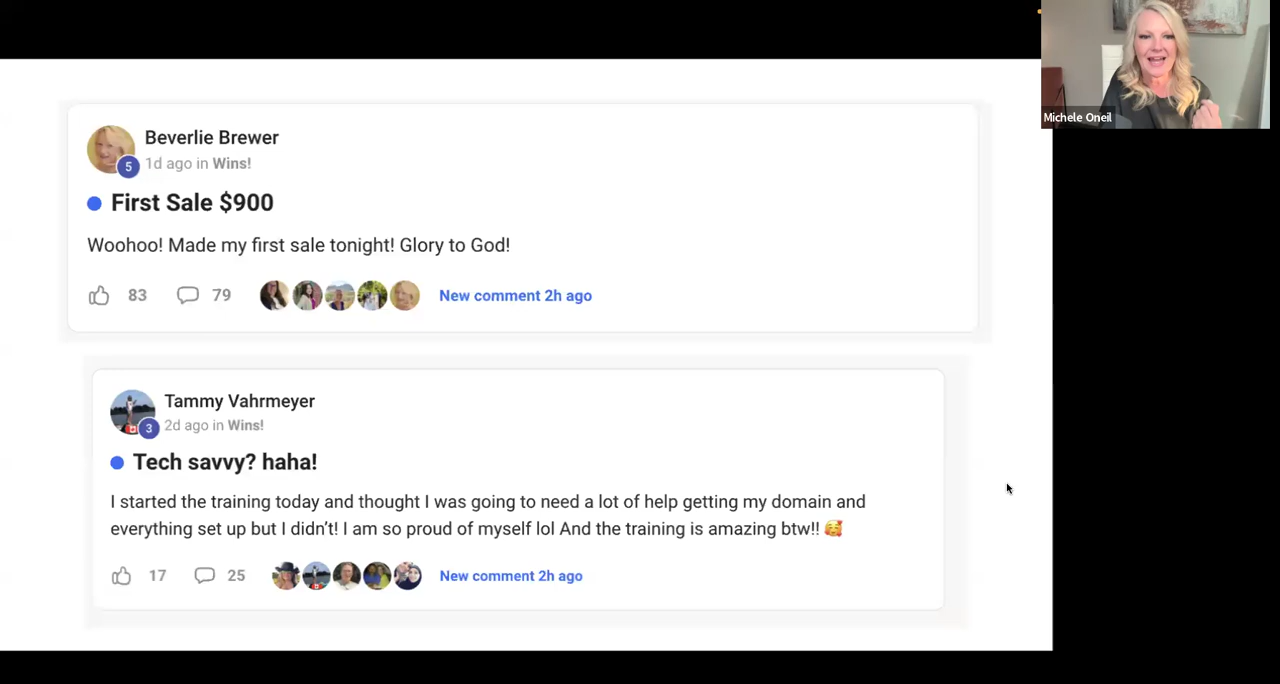 Michele Oneil
Beverlie Brewer
5
1d ago in Wins!
First Sale $900
Woohoo! Made my first sale tonight! Glory to God!
83 79 New comment 2h ago
Tammy Vahrmeyer
3
2d ago in Wins!
Tech savvy? haha!
I started the training today and thought I was going to need a lot of help getting my domain and
everything set up but I didn’t! I am so proud of myself lol And the training is amazing btw!! 🥰
17 25 New comment 2h ago